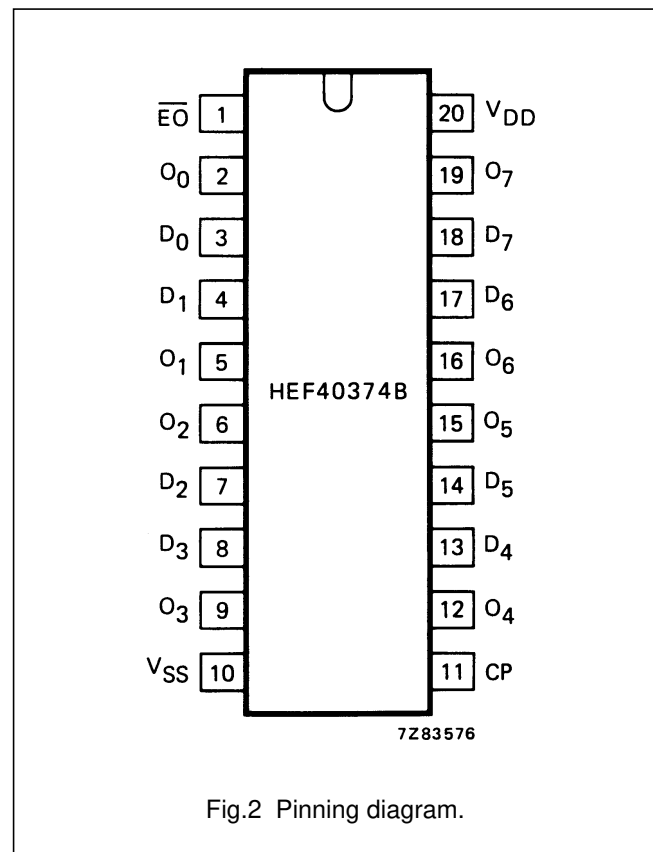 E̅O̅ 1 20 VDD
O0 2 19 O7
D0 3 18 D7
D1 4 17 D6
O1 5 16 O6
HEF40374B
O2 6 15 O5
D2 7 14 D5
D3 8 13 D4
O3 9 12 O4
VSS 10 11 CP
7Z83576
Fig.2 Pinning diagram.